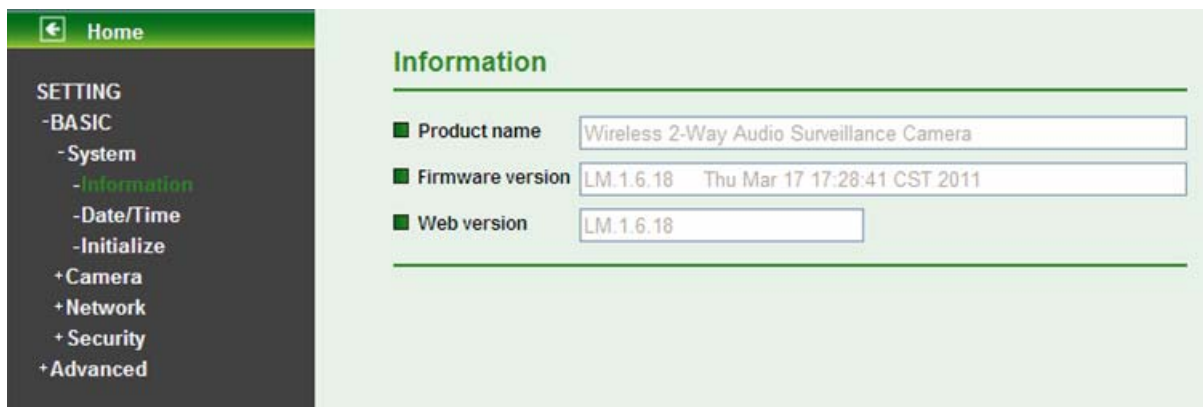 Home
SETTING
-BASIC
-System
-Information
-Date/Time
-Initialize
+Camera
+Network
+Security
+Advanced
Information
Product name Wireless 2-Way Audio Surveillance Camera
Firmware version LM.1.6.18 Thu Mar 17 17:28:41 CST 2011
Web version LM.1.6.18